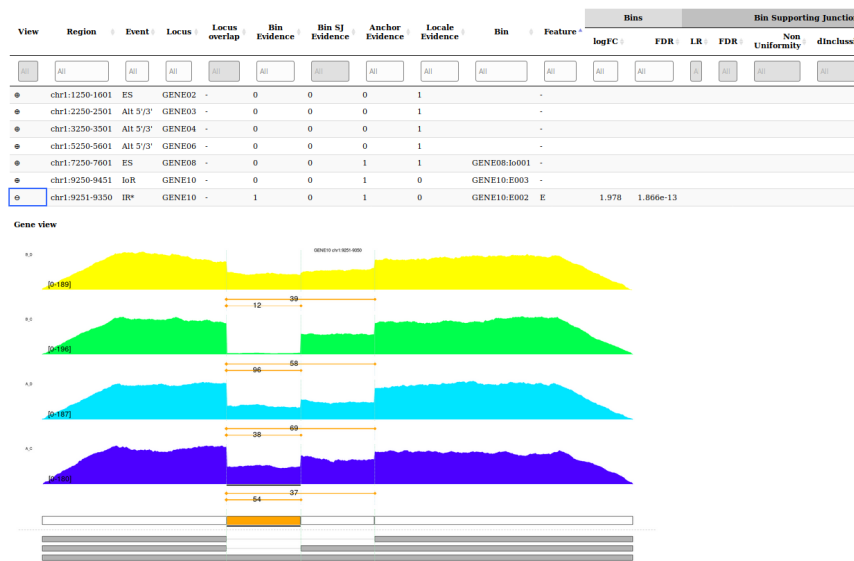 Bins Bin Supporting Junction
View Region Event Locus Locus overlap Bin Evidence Bin SJ Evidence Anchor Evidence Locale Evidence Bin Feature logFC FDR LR FDR Non Uniformity dInclussi
All All All All All All All All All All All All All A All All All
chr1:1250-1601 ES GENE02 - 0 0 0 1 -
chr1:2250-2501 Alt 5'/3' GENE03 - 0 0 0 1 -
chr1:3250-3501 Alt 5'/3' GENE04 - 0 0 0 1 -
chr1:5250-5601 Alt 5'/3' GENE06 - 0 0 0 1 -
chr1:7250-7601 ES GENE08 - 0 0 1 1 GENE08:Io001 -
chr1:9250-9451 IoR GENE10 - 0 0 1 0 GENE10:E003 -
chr1:9251-9350 IR* GENE10 - 1 0 1 0 GENE10:E002 E 1.978 1.866e-13
Gene view
GENE10 chr1:9251-9350
[0-189]
39
12
[0-196]
58
96
[0-187]
69
38
[0-180]
37
54